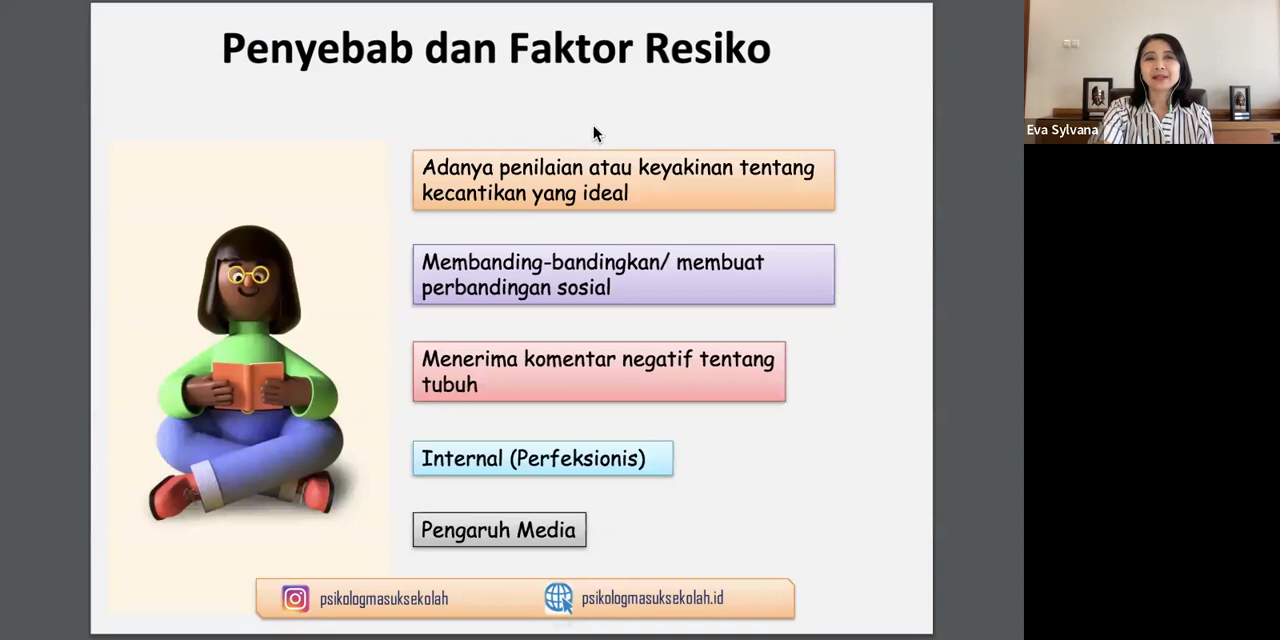 Penyebab dan Faktor Resiko
Eva Sylvana
Adanya penilaian atau keyakinan tentang
kecantikan yang ideal
Membanding-bandingkan/ membuat
perbandingan sosial
Menerima komentar negatif tentang
tubuh
Internal (Perfeksionis)
Pengaruh Media
psikologmasuksekolah
psikologmasuksekolah.id